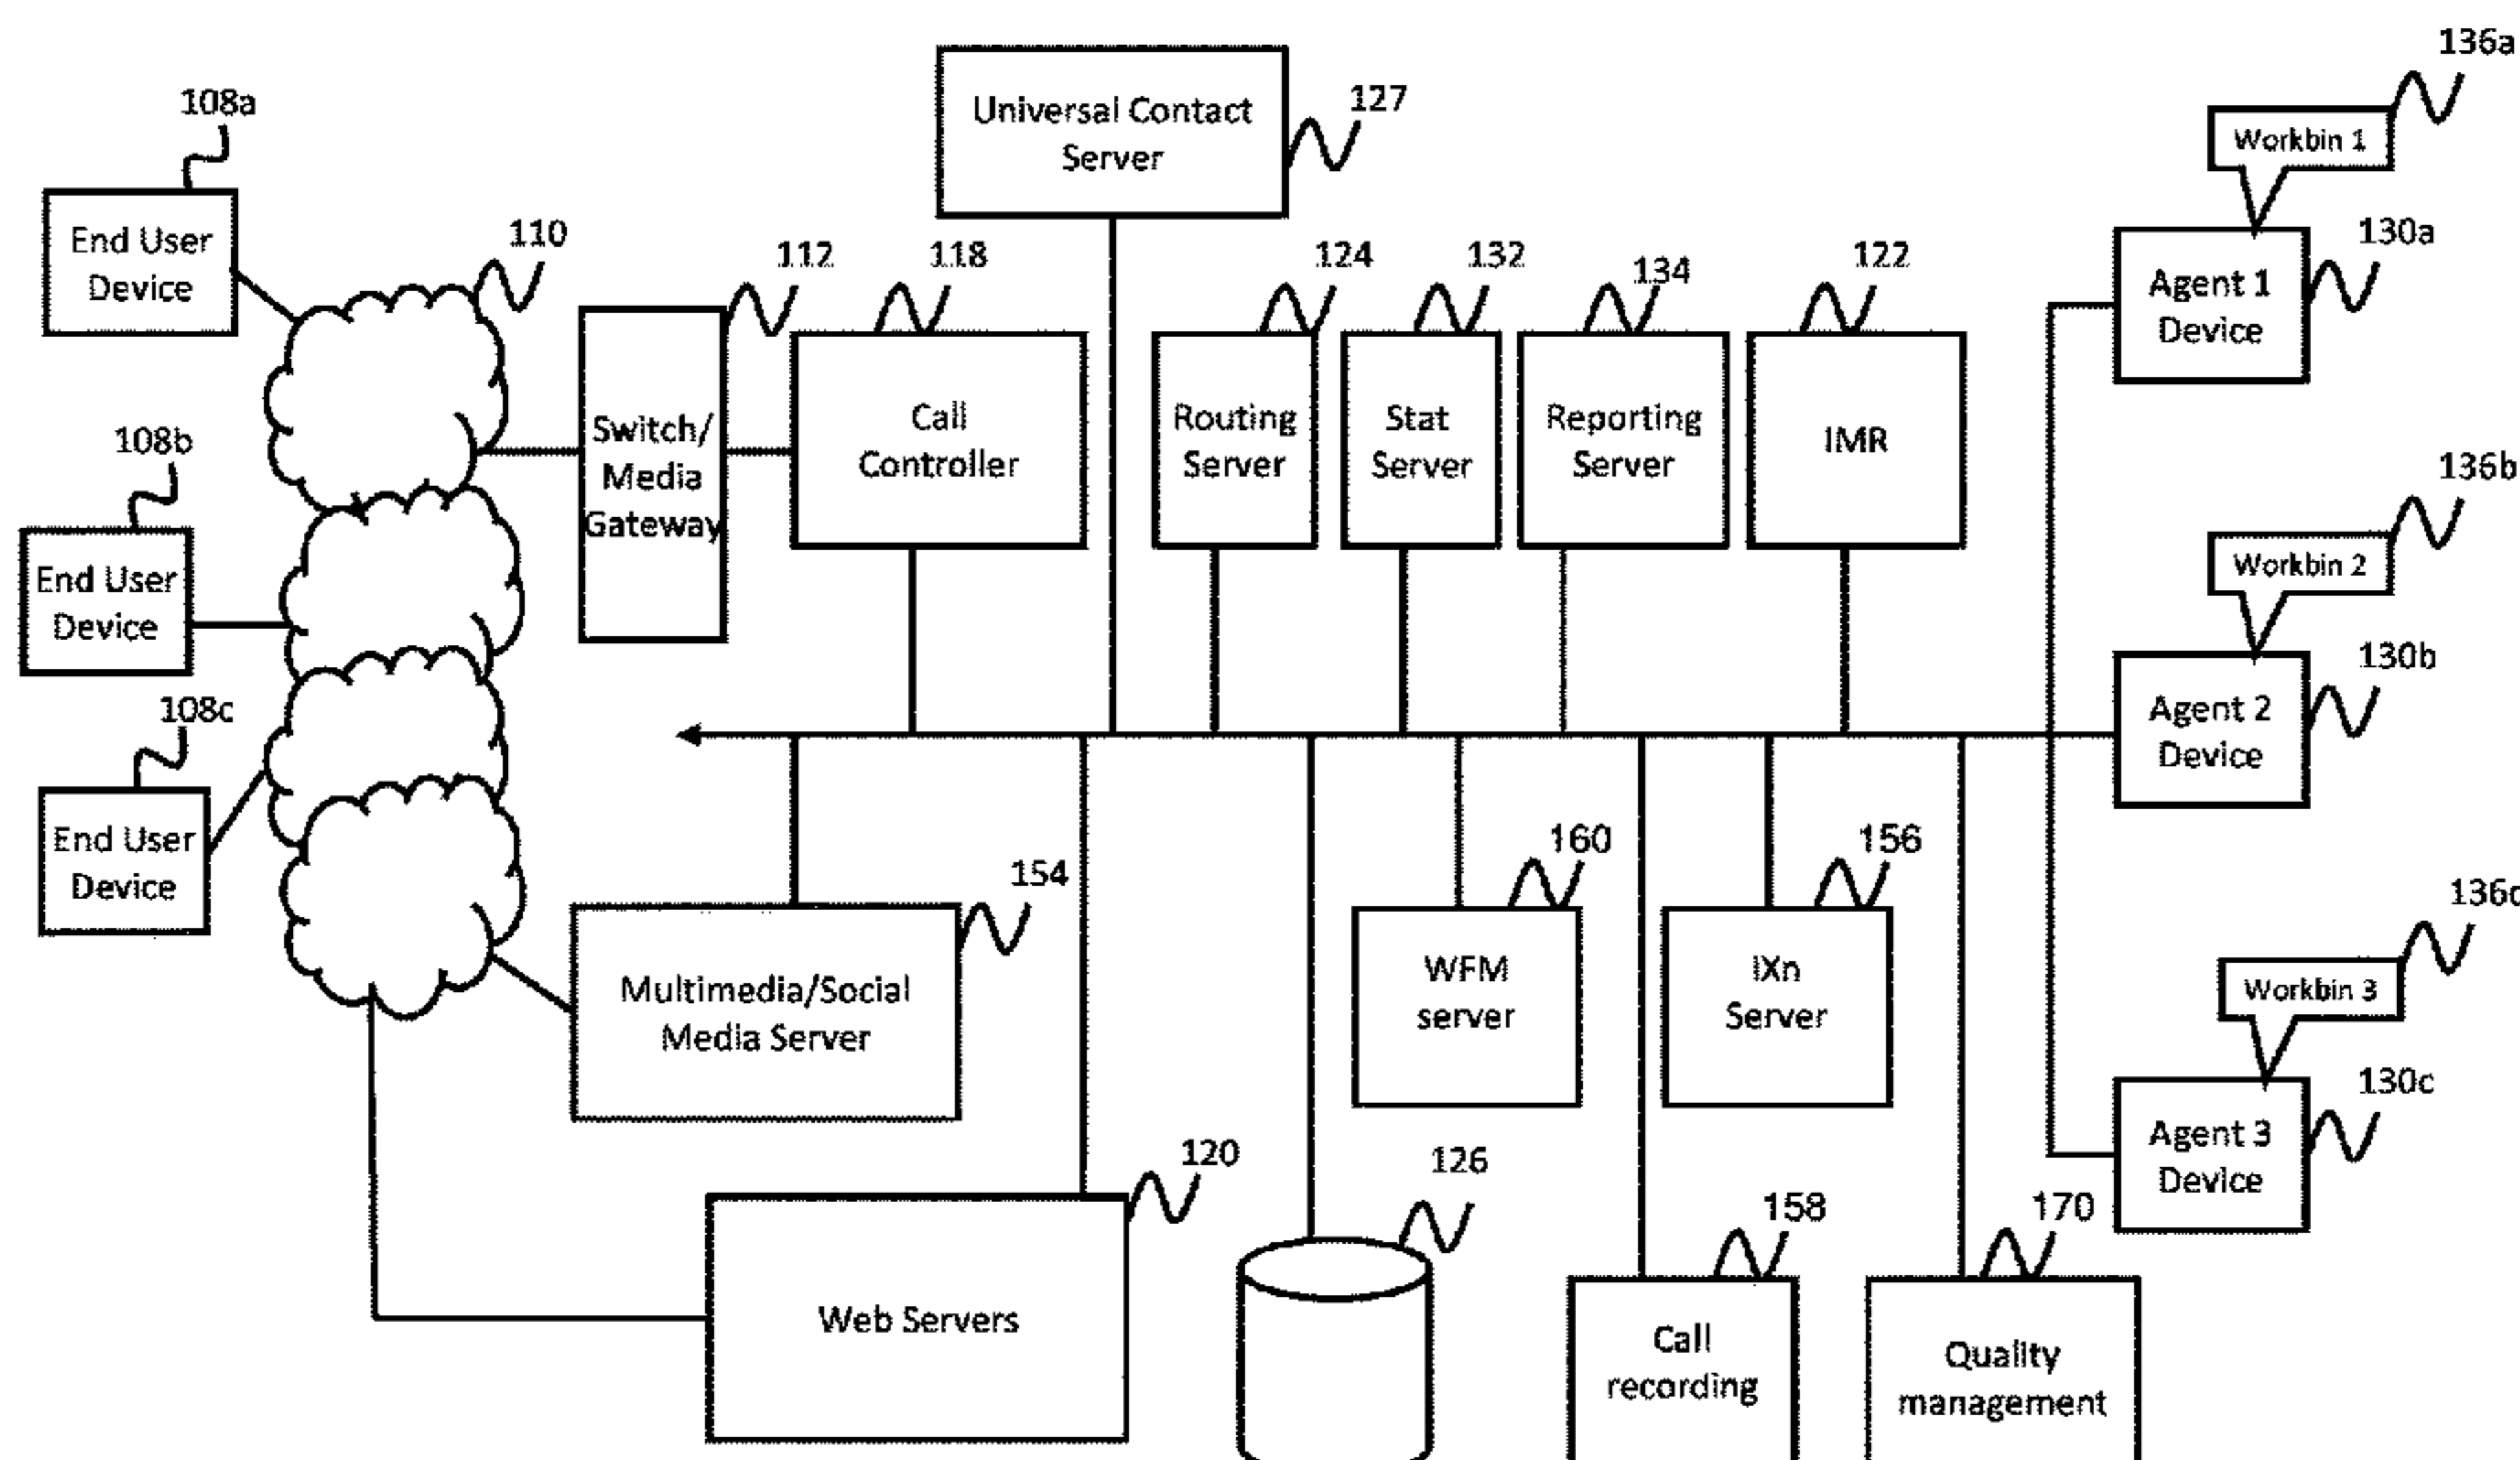 136a
108a
Universal Contact
Server
127
Workbin 1
End User
Device
110
112
118
124
132
134
122
130a
Agent 1
Device
Switch/
Media
Gateway
Call
Controller
Routing
Server
Stat
Server
Reporting
Server
IMR
108b
136b
End User
Device
Workbin 2
130b
Agent 2
Device
108c
End User
Device
154
160
156
136c
Multimedia/Social
Media Server
WFM
server
IXn
Server
Workbin 3
130c
Agent 3
Device
120
126
158
170
Web Servers
Call
recording
Quality
management